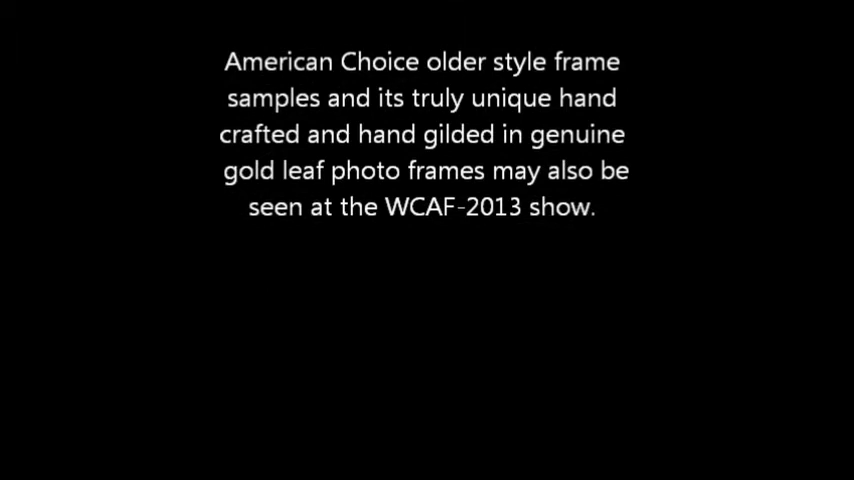 American Choice older style frame
samples and its truly unique hand
crafted and hand gilded in genuine
gold leaf photo frames may also be
seen at the WCAF-2013 show.